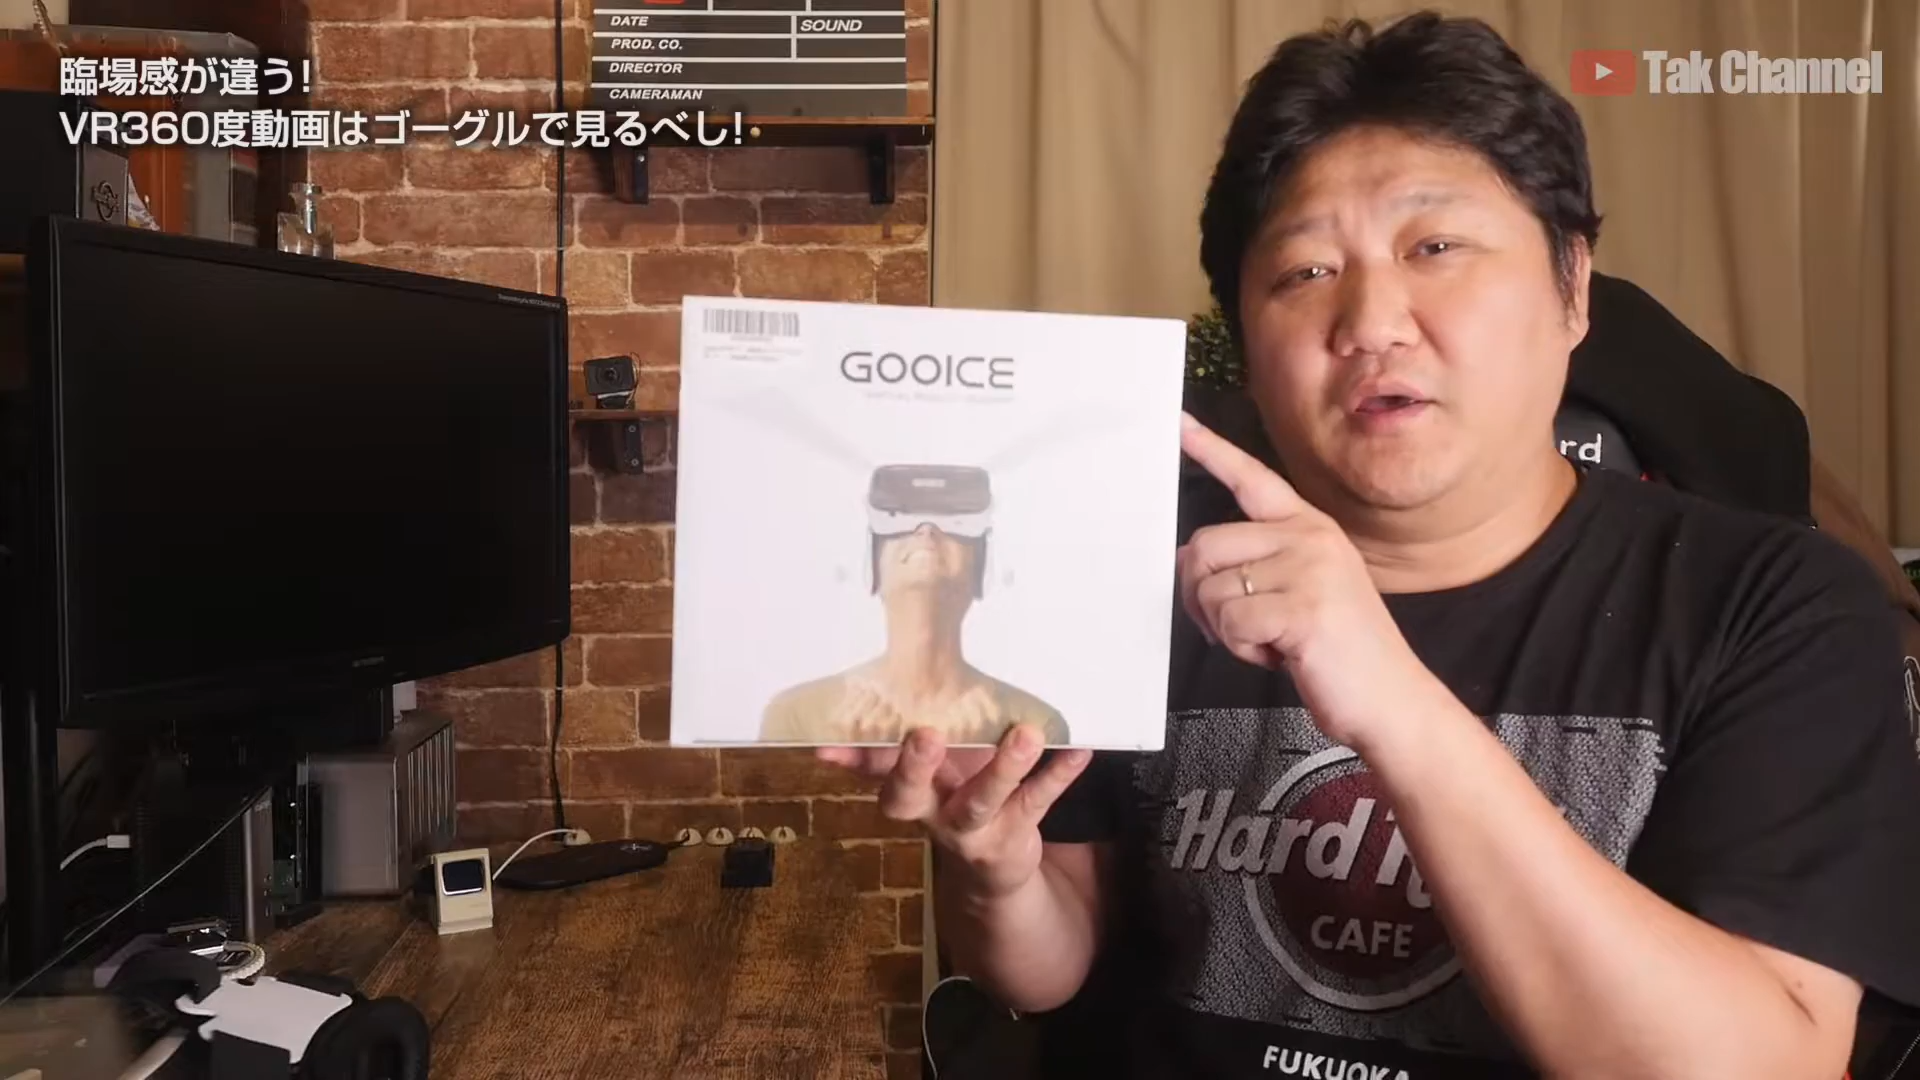 臨場感が違う!
VR360度動画はゴーグルで見るべし!
Tak Channel
DATE
SOUND
PROD. CO.
DIRECTOR
CAMERAMAN
GOOICE
rd
Hard
CAFE
FUKUOKA